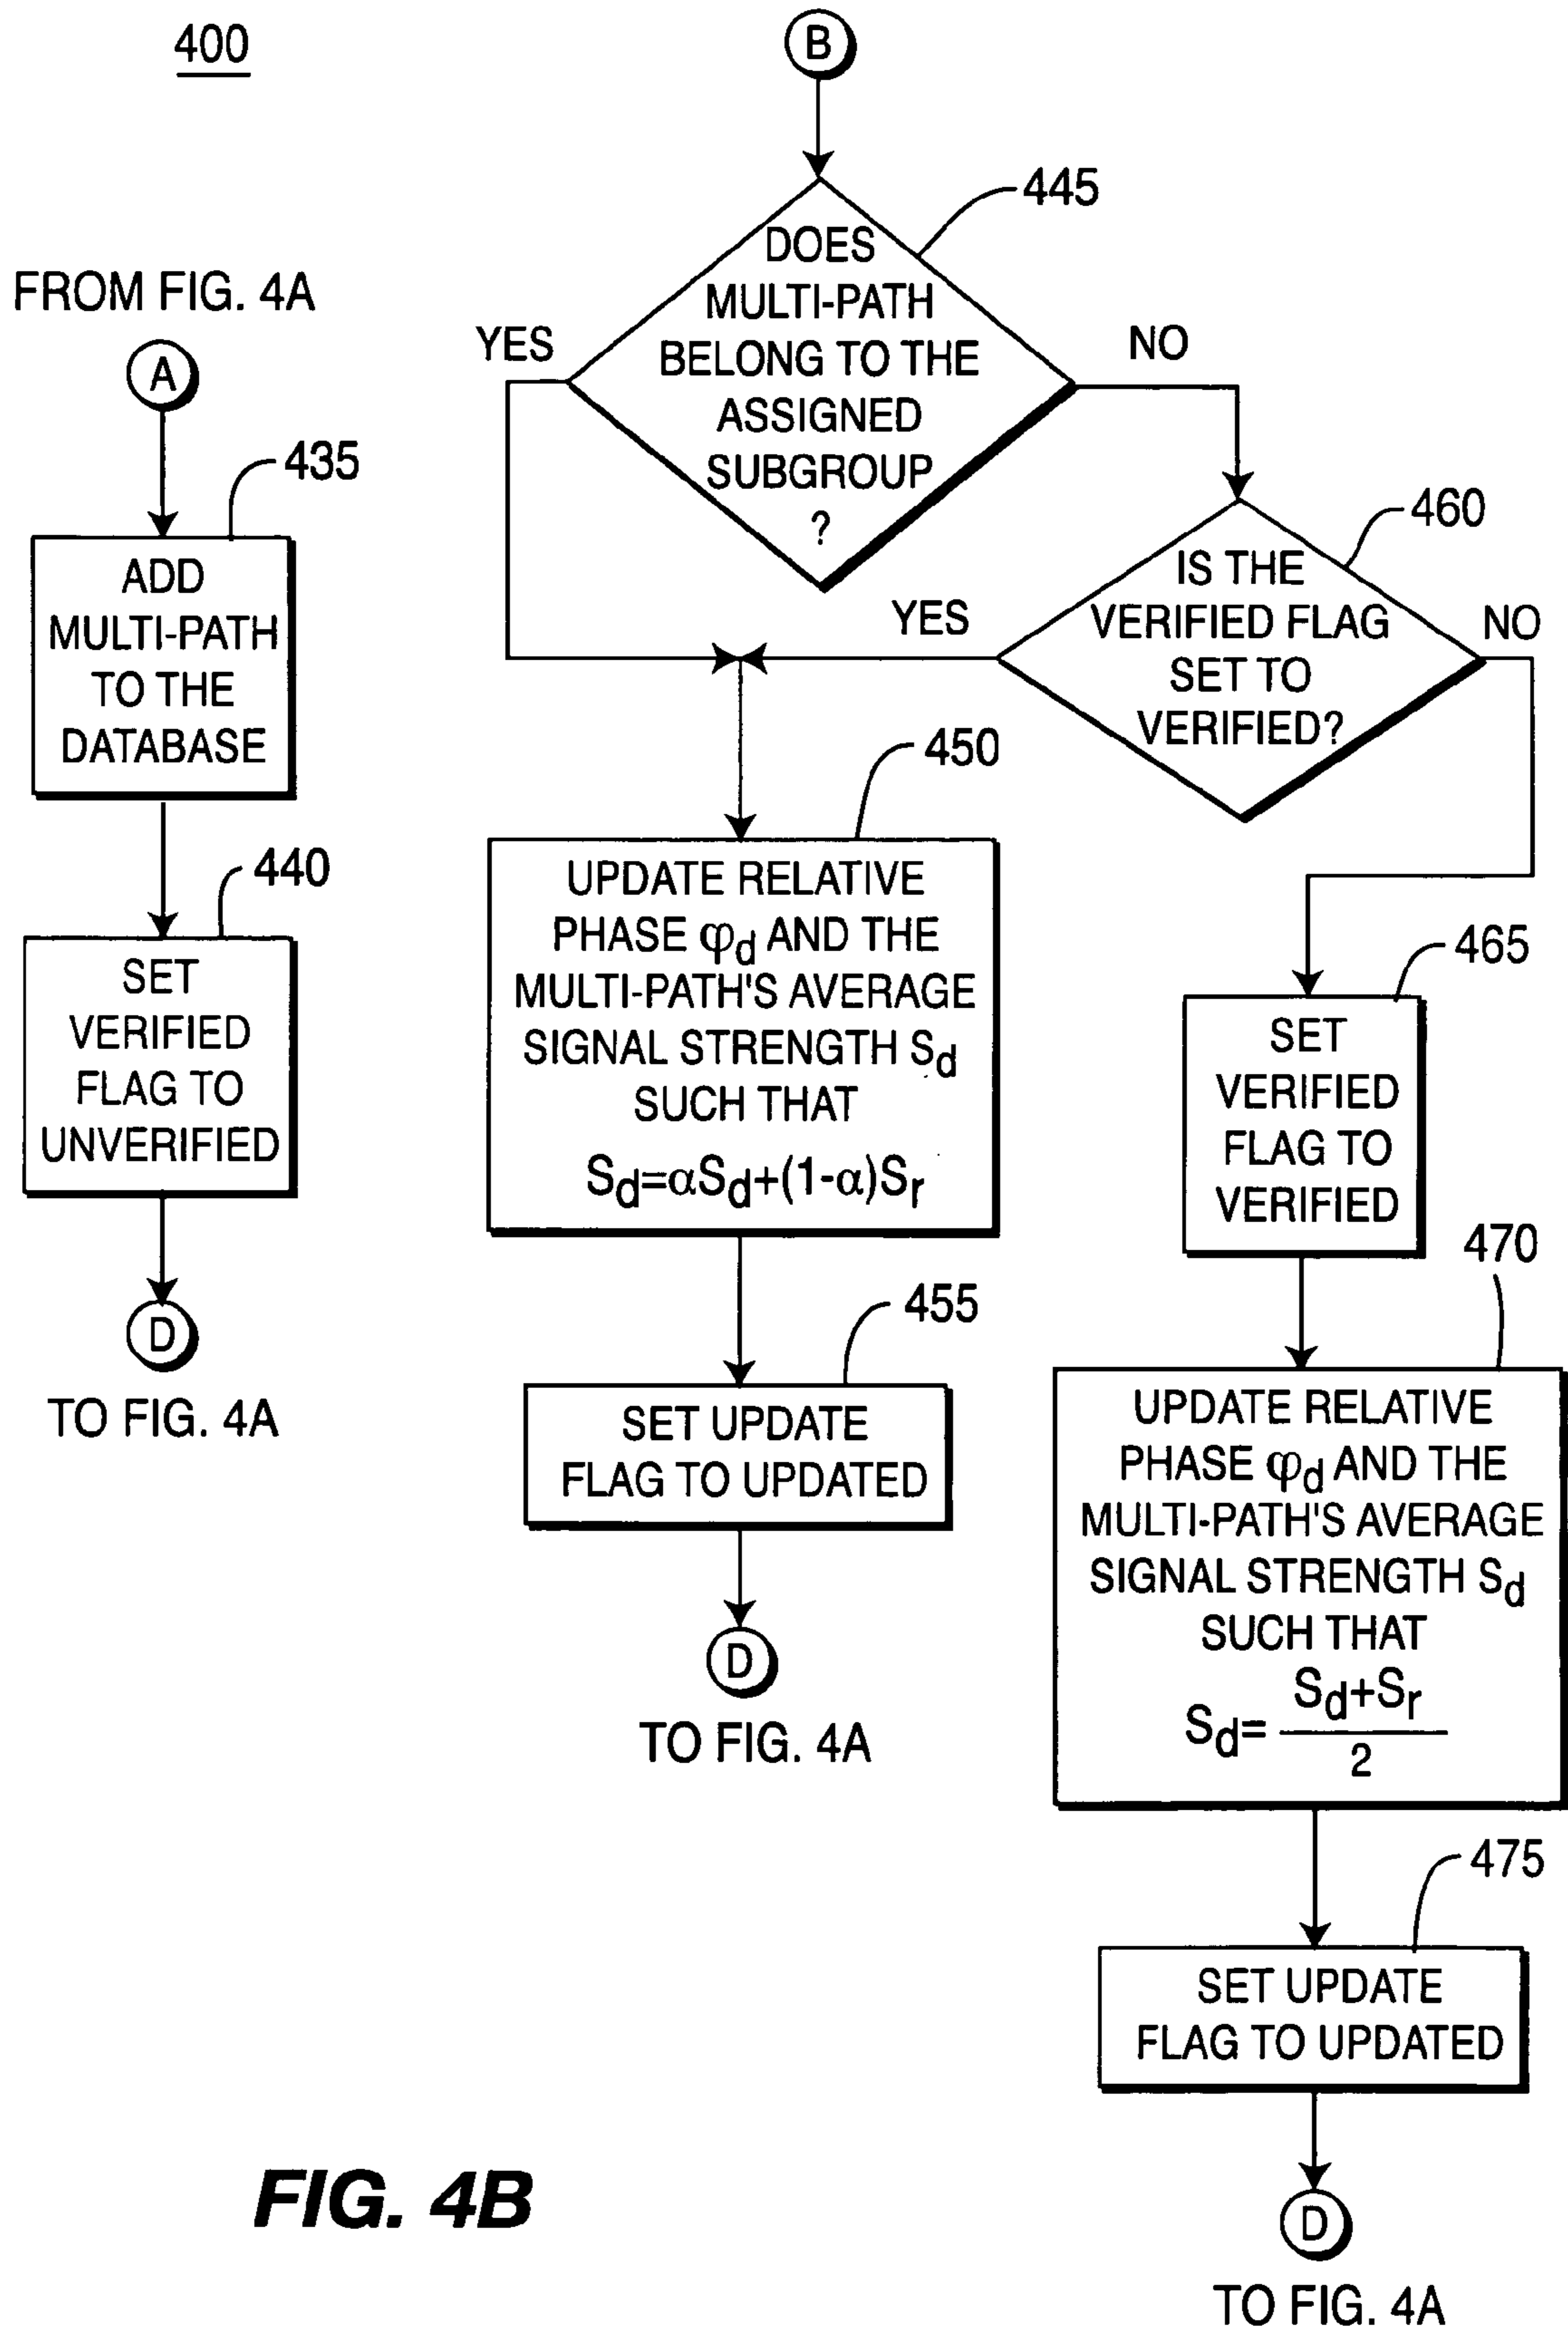 400
B
445
DOES
MULTI-PATH
BELONG TO THE
ASSIGNED
SUBGROUP
?
YES
NO
FROM FIG. 4A
A
435
ADD
MULTI-PATH
TO THE
DATABASE
440
SET
VERIFIED
FLAG TO
UNVERIFIED
D
TO FIG. 4A
460
IS THE
VERIFIED FLAG
SET TO
VERIFIED?
YES
NO
450
UPDATE RELATIVE
PHASE φd AND THE
MULTI-PATH'S AVERAGE
SIGNAL STRENGTH Sd
SUCH THAT
Sd=αSd+(1-α)Sr
455
SET UPDATE
FLAG TO UPDATED
D
TO FIG. 4A
465
SET
VERIFIED
FLAG TO
VERIFIED
470
UPDATE RELATIVE
PHASE φd AND THE
MULTI-PATH'S AVERAGE
SIGNAL STRENGTH Sd
SUCH THAT
Sd= Sd+Sr
2
475
SET UPDATE
FLAG TO UPDATED
D
TO FIG. 4A
FIG. 4B